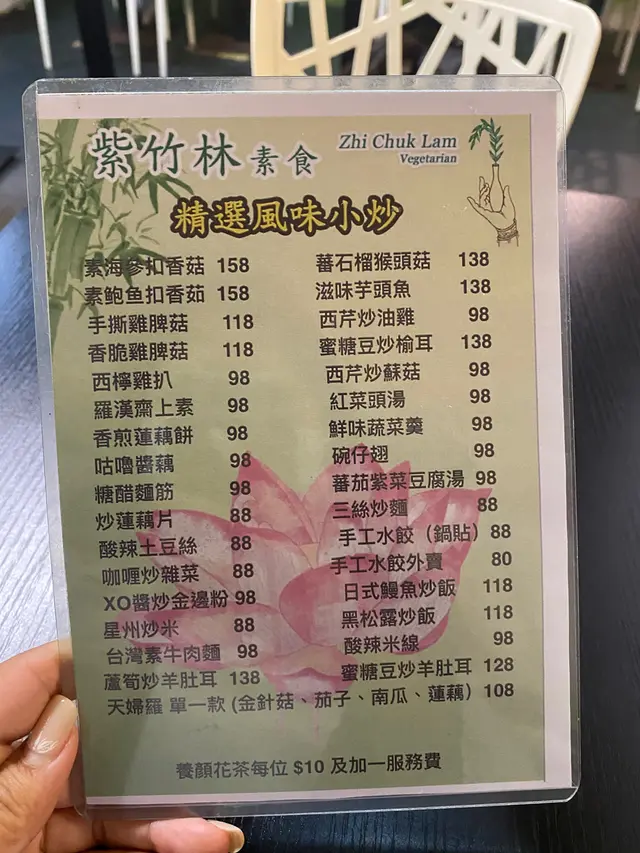 紫竹林素食
Zhi Chuk Lam
Vegetarian
精選風味小炒
素海參扣香菇 158
素鮑鱼扣香茹 158
手撕雞脾菇 118
香脆雞脾菇 118
西檸雞扒 98
羅漢齋上素 98
香煎蓮藕餅 98
咕嚕醬藕 98
糖醋麵筋 98
炒蓮藕片 88
酸辣土豆絲 88
咖喱炒雜菜 88
XO醬炒金邊粉 98
星州炒米 88
台灣素牛肉麵 98
蘆筍炒羊肚耳 138
蕃石榴猴頭菇 138
滋味芋頭魚 138
西芹炒油雞 98
蜜糖豆炒榆耳 138
西芹炒蘇菇 98
紅菜頭湯 98
鮮味蔬菜羹 98
碗仔翅 98
蕃茄紫菜豆腐湯 98
三絲炒麵 88
手工水餃（鍋貼）88
手工水餃外賣 80
日式鰻魚炒飯 118
黑松露炒飯 118
酸辣米線 98
蜜糖豆炒羊肚耳 128
天婦羅 單一款 (金針菇、茄子、南瓜、蓮藕）108
養顏花茶每位 $10 及加一服務費